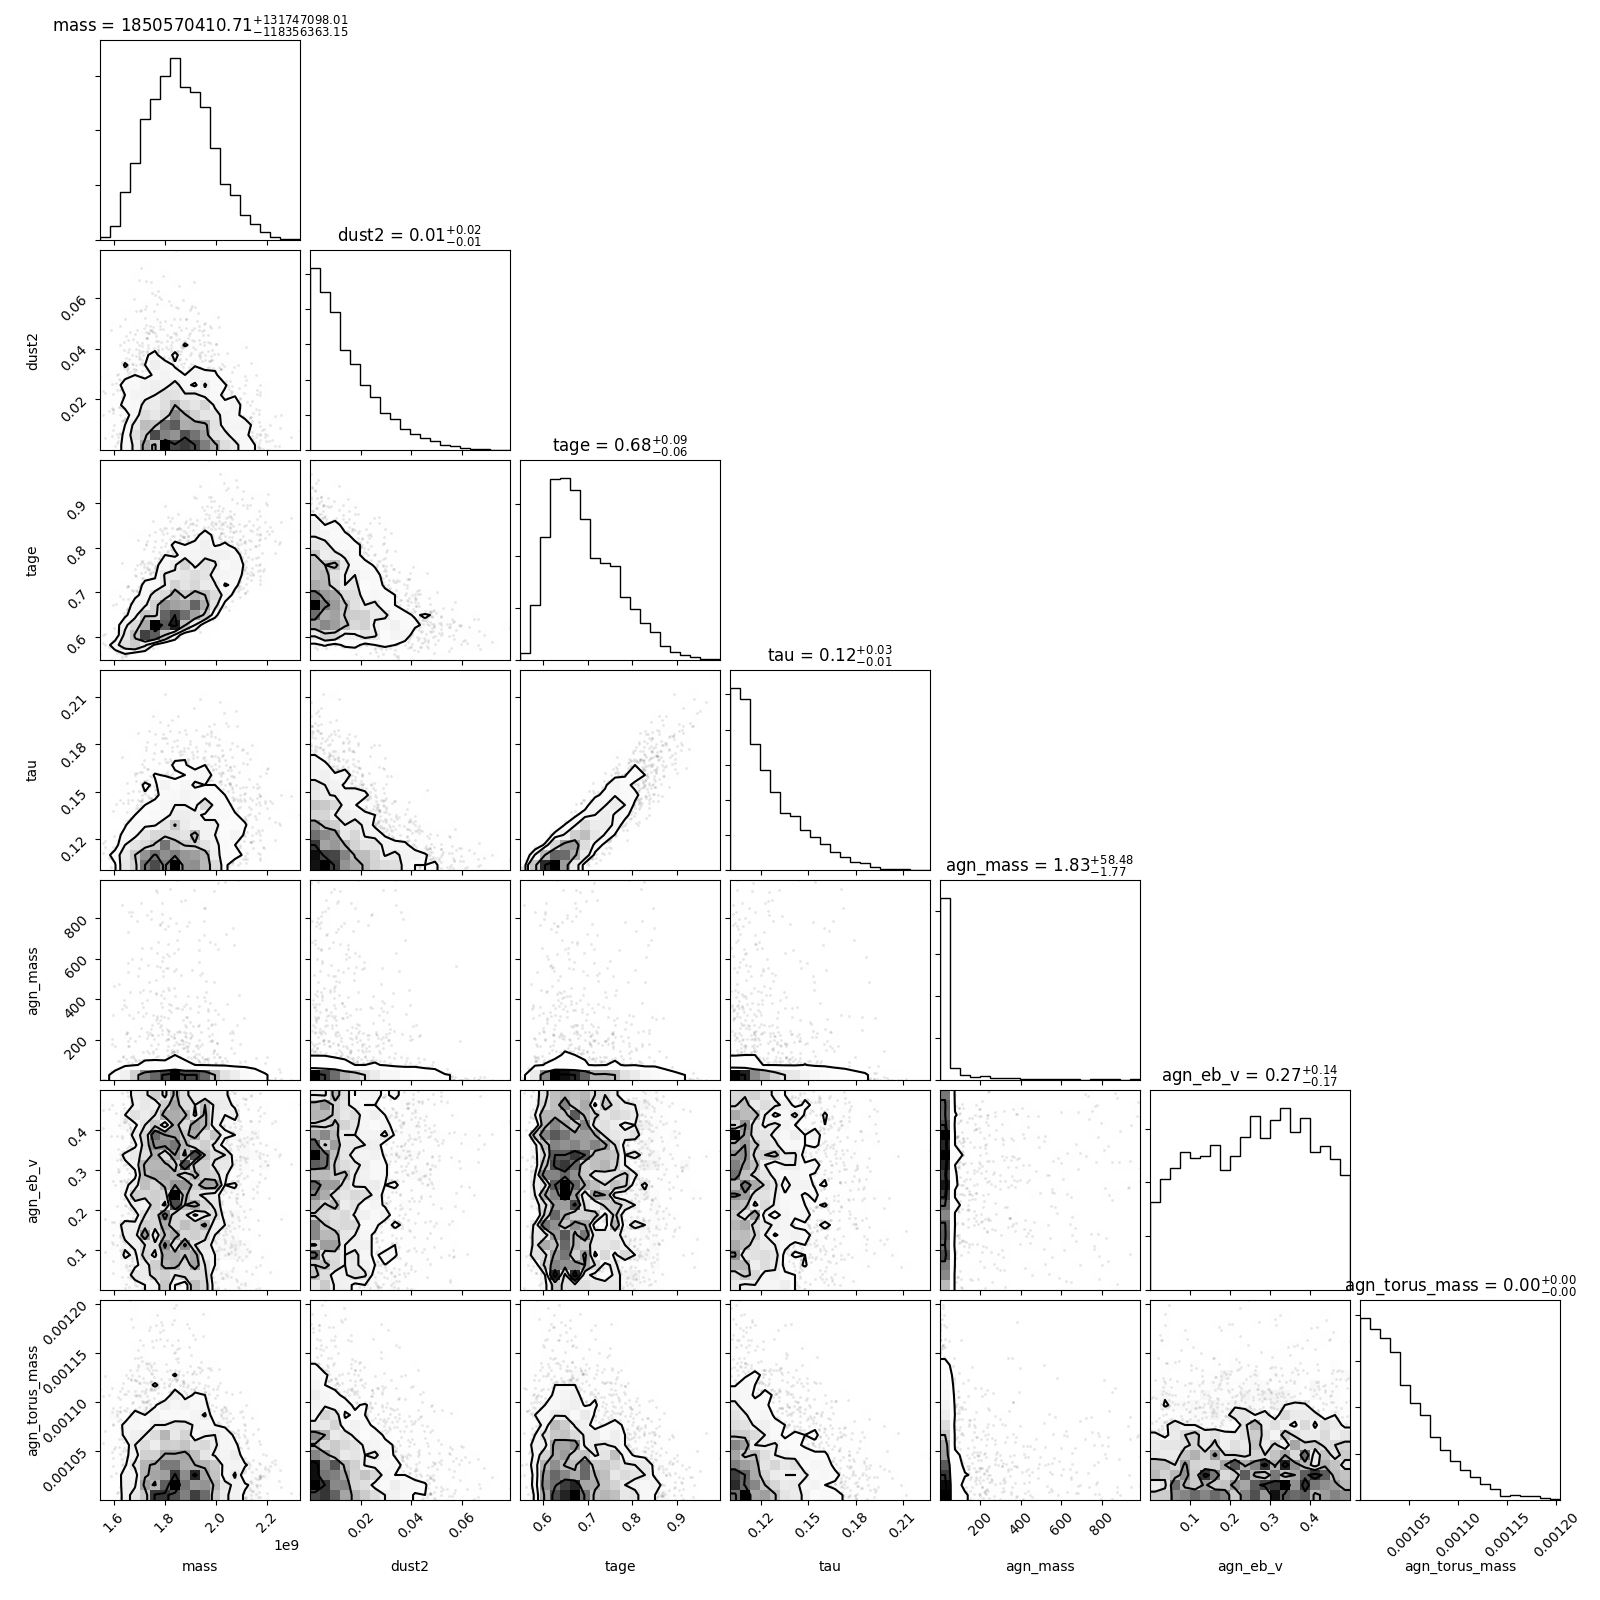 mass = 1850570410.71+131747098.01 −118356363.15
dust2 = 0.01+0.02 −0.01
0.06
0.04
0.02
dust2
tage = 0.68+0.09 −0.06
0.9
0.8
0.7
0.6
tage
tau = 0.12+0.03 −0.01
0.21
0.18
0.15
0.12
tau
agn_mass = 1.83+58.48 −1.77
800
600
400
200
agn_mass
agn_eb_v = 0.27+0.14 −0.17
0.4
0.3
0.2
0.1
agn_eb_v
agn_torus_mass = 0.00+0.00 −0.00
0.00120
0.00115
0.00110
0.00105
agn_torus_mass
1.6 1.8 2.0 2.2 0.02 0.04 0.06 0.6 0.7 0.8 0.9 0.12 0.15 0.18 0.21 200 400 600 800 0.1 0.2 0.3 0.4 0.00105 0.00110 0.00115 0.00120
1e9
mass dust2 tage tau agn_mass agn_eb_v agn_torus_mass